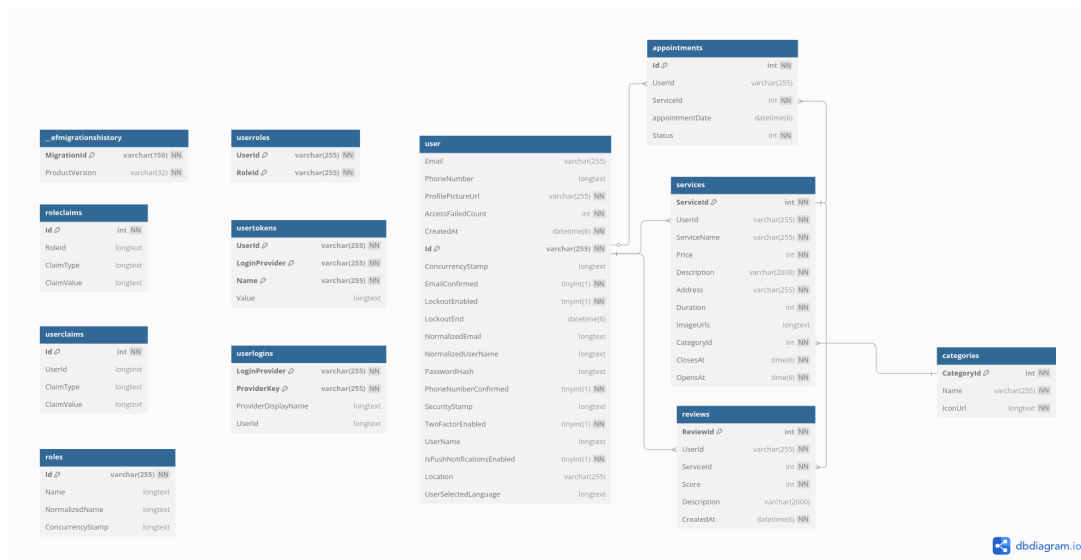 __efmigrationshistory
MigrationId varchar(150) NN
ProductVersion varchar(32) NN
roleclaims
Id int NN
RoleId longtext
ClaimType longtext
ClaimValue longtext
userclaims
Id int NN
UserId longtext
ClaimType longtext
ClaimValue longtext
roles
Id varchar(255) NN
Name longtext
NormalizedName longtext
ConcurrencyStamp longtext
userroles
UserId varchar(255) NN
RoleId varchar(255) NN
usertokens
UserId varchar(255) NN
LoginProvider varchar(255) NN
Name varchar(255) NN
Value longtext
userlogins
LoginProvider varchar(255) NN
ProviderKey varchar(255) NN
ProviderDisplayName longtext
UserId longtext
user
Email varchar(255)
PhoneNumber longtext
ProfilePictureUrl varchar(255) NN
AccessFailedCount int NN
CreatedAt datetime(6) NN
Id varchar(255) NN
ConcurrencyStamp longtext
EmailConfirmed tinyint(1) NN
LockoutEnabled tinyint(1) NN
LockoutEnd datetime(6)
NormalizedEmail longtext
NormalizedUserName longtext
PasswordHash longtext
PhoneNumberConfirmed tinyint(1) NN
SecurityStamp longtext
TwoFactorEnabled tinyint(1) NN
UserName longtext
IsPushNotificationsEnabled tinyint(1) NN
Location varchar(255)
UserSelectedLanguage longtext
appointments
Id int NN
UserId varchar(255)
ServiceId int NN
appointmentDate datetime(6)
Status int NN
services
ServiceId int NN
UserId varchar(255) NN
ServiceName varchar(255) NN
Price int NN
Description varchar(2000) NN
Address varchar(255) NN
Duration int NN
ImageUrls longtext
CategoryId int NN
ClosesAt time(6) NN
OpensAt time(6) NN
reviews
ReviewId int NN
UserId varchar(255) NN
ServiceId int NN
Score int NN
Description varchar(2000)
CreatedAt datetime(6) NN
categories
CategoryId int NN
Name varchar(255) NN
IconUrl longtext NN
dbdiagram.io